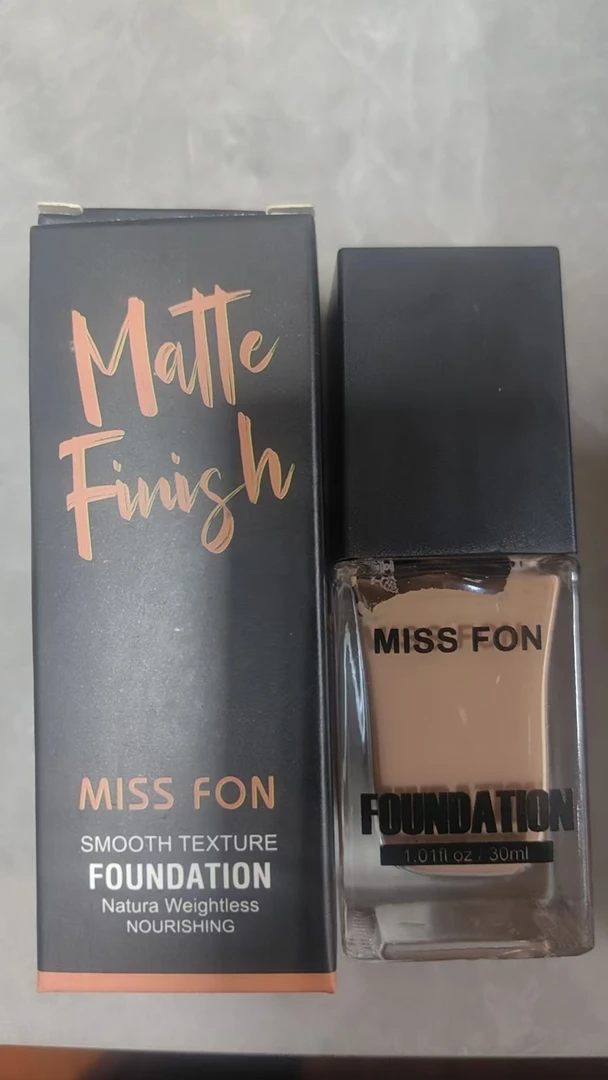 Matte
Finish
MISS FON
SMOOTH TEXTURE
FOUNDATION
Natura Weightless
NOURISHING
MISS FON
FOUNDATION
1.01fl oz / 30ml